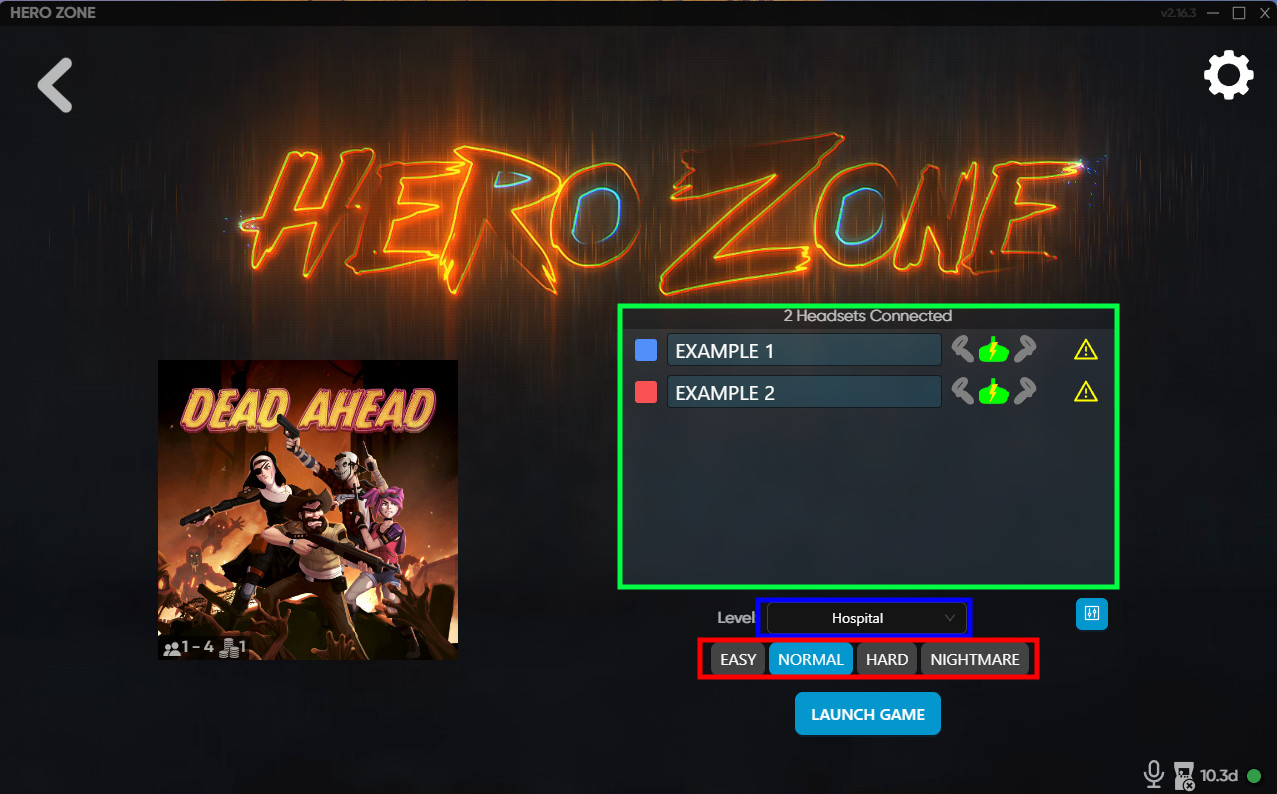 HERO ZONE
v2.16.3
HERO ZONE
2 Headsets Connected
EXAMPLE 1
EXAMPLE 2
DEAD AHEAD
1 - 4 1
Level
Hospital
EASY NORMAL HARD NIGHTMARE
LAUNCH GAME
10.3d